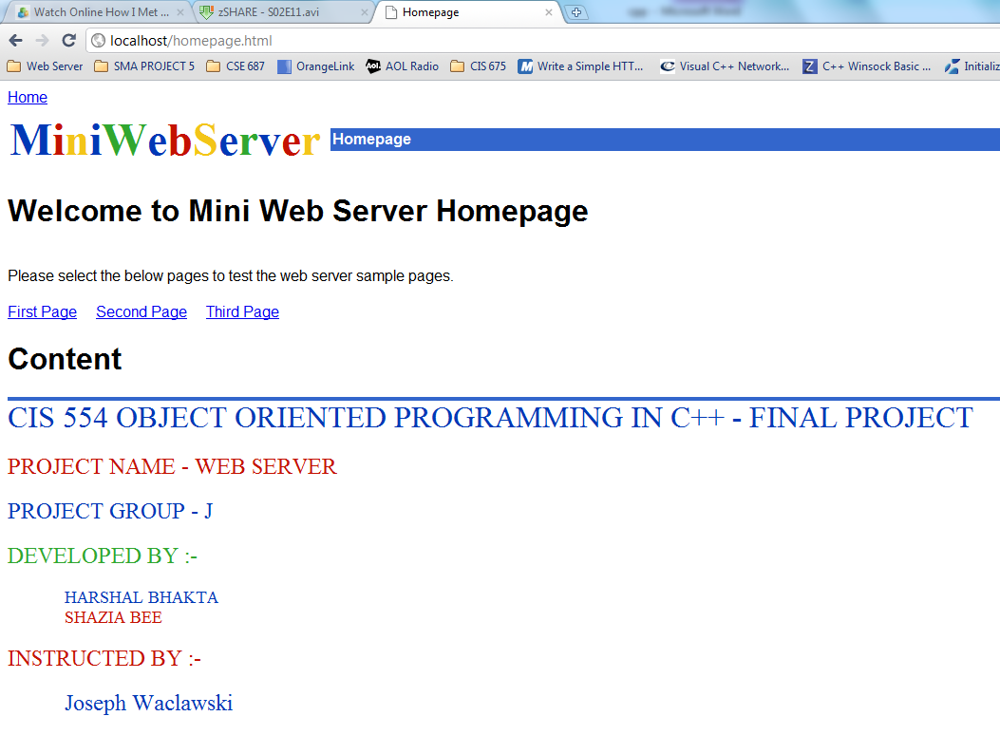 Watch Online How I Met ...
zSHARE - S02E11.avi
Homepage
localhost/homepage.html
Web Server SMA PROJECT 5 CSE 687 OrangeLink Aol. AOL Radio CIS 675 M Write a Simple HTT... Visual C++ Network... Z C++ Winsock Basic ... Initializ
Home
MiniWebServer Homepage
Welcome to Mini Web Server Homepage
Please select the below pages to test the web server sample pages.
First Page Second Page Third Page
Content
CIS 554 OBJECT ORIENTED PROGRAMMING IN C++ - FINAL PROJECT
PROJECT NAME - WEB SERVER
PROJECT GROUP - J
DEVELOPED BY :-
HARSHAL BHAKTA
SHAZIA BEE
INSTRUCTED BY :-
Joseph Waclawski